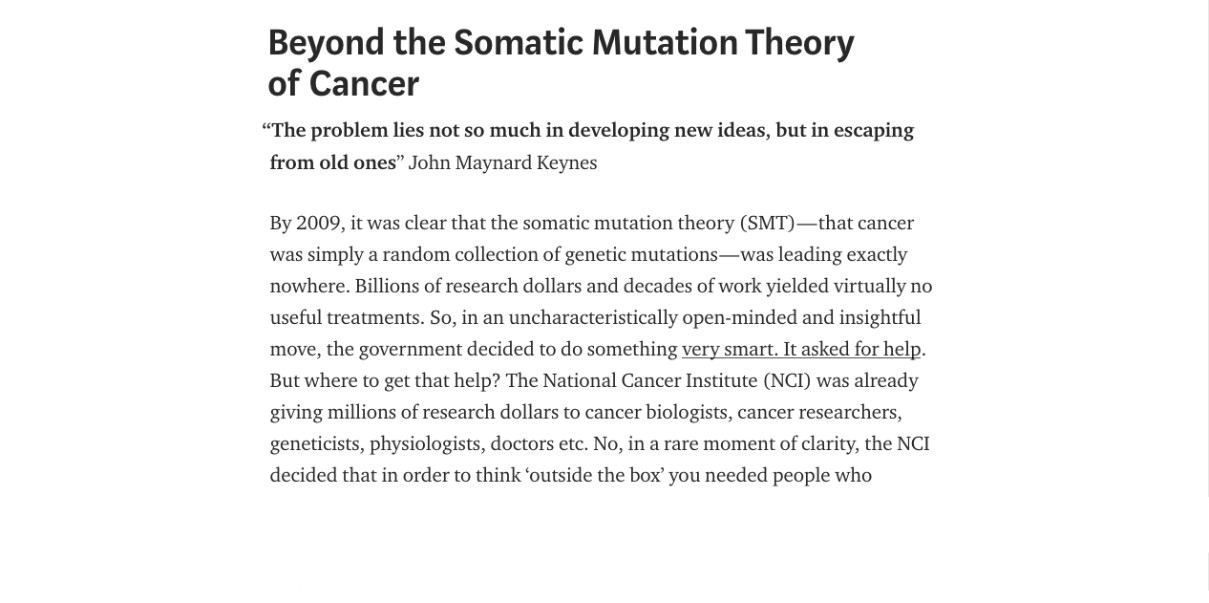 Beyond the Somatic Mutation Theory
of Cancer
“The problem lies not so much in developing new ideas, but in escaping
from old ones” John Maynard Keynes
By 2009, it was clear that the somatic mutation theory (SMT)—that cancer
was simply a random collection of genetic mutations—was leading exactly
nowhere. Billions of research dollars and decades of work yielded virtually no
useful treatments. So, in an uncharacteristically open-minded and insightful
move, the government decided to do something very smart. It asked for help.
But where to get that help? The National Cancer Institute (NCI) was already
giving millions of research dollars to cancer biologists, cancer researchers,
geneticists, physiologists, doctors etc. No, in a rare moment of clarity, the NCI
decided that in order to think ‘outside the box’ you needed people who